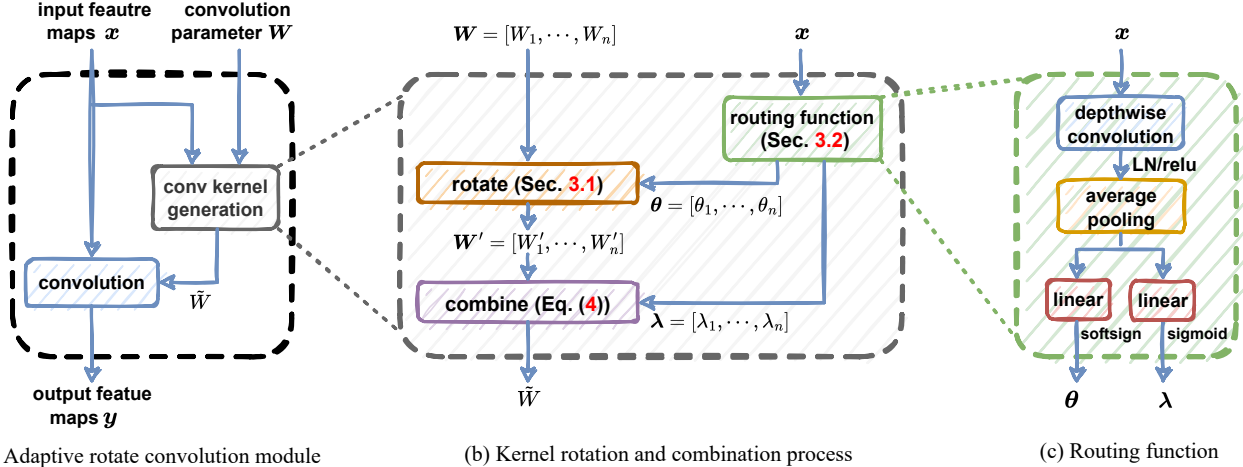 input feautre
maps x
convolution
parameter W
conv kernel
generation
convolution
W̃
output featue
maps y
Adaptive rotate convolution module
W = [W₁, ⋯, Wₙ]
x
routing function
(Sec. 3.2)
rotate (Sec. 3.1)
θ = [θ₁, ⋯, θₙ]
W′ = [W′₁, ⋯, W′ₙ]
combine (Eq. (4))
λ = [λ₁, ⋯, λₙ]
W̃
(b) Kernel rotation and combination process
x
depthwise
convolution
LN/relu
average
pooling
linear
linear
softsign
sigmoid
θ
λ
(c) Routing function